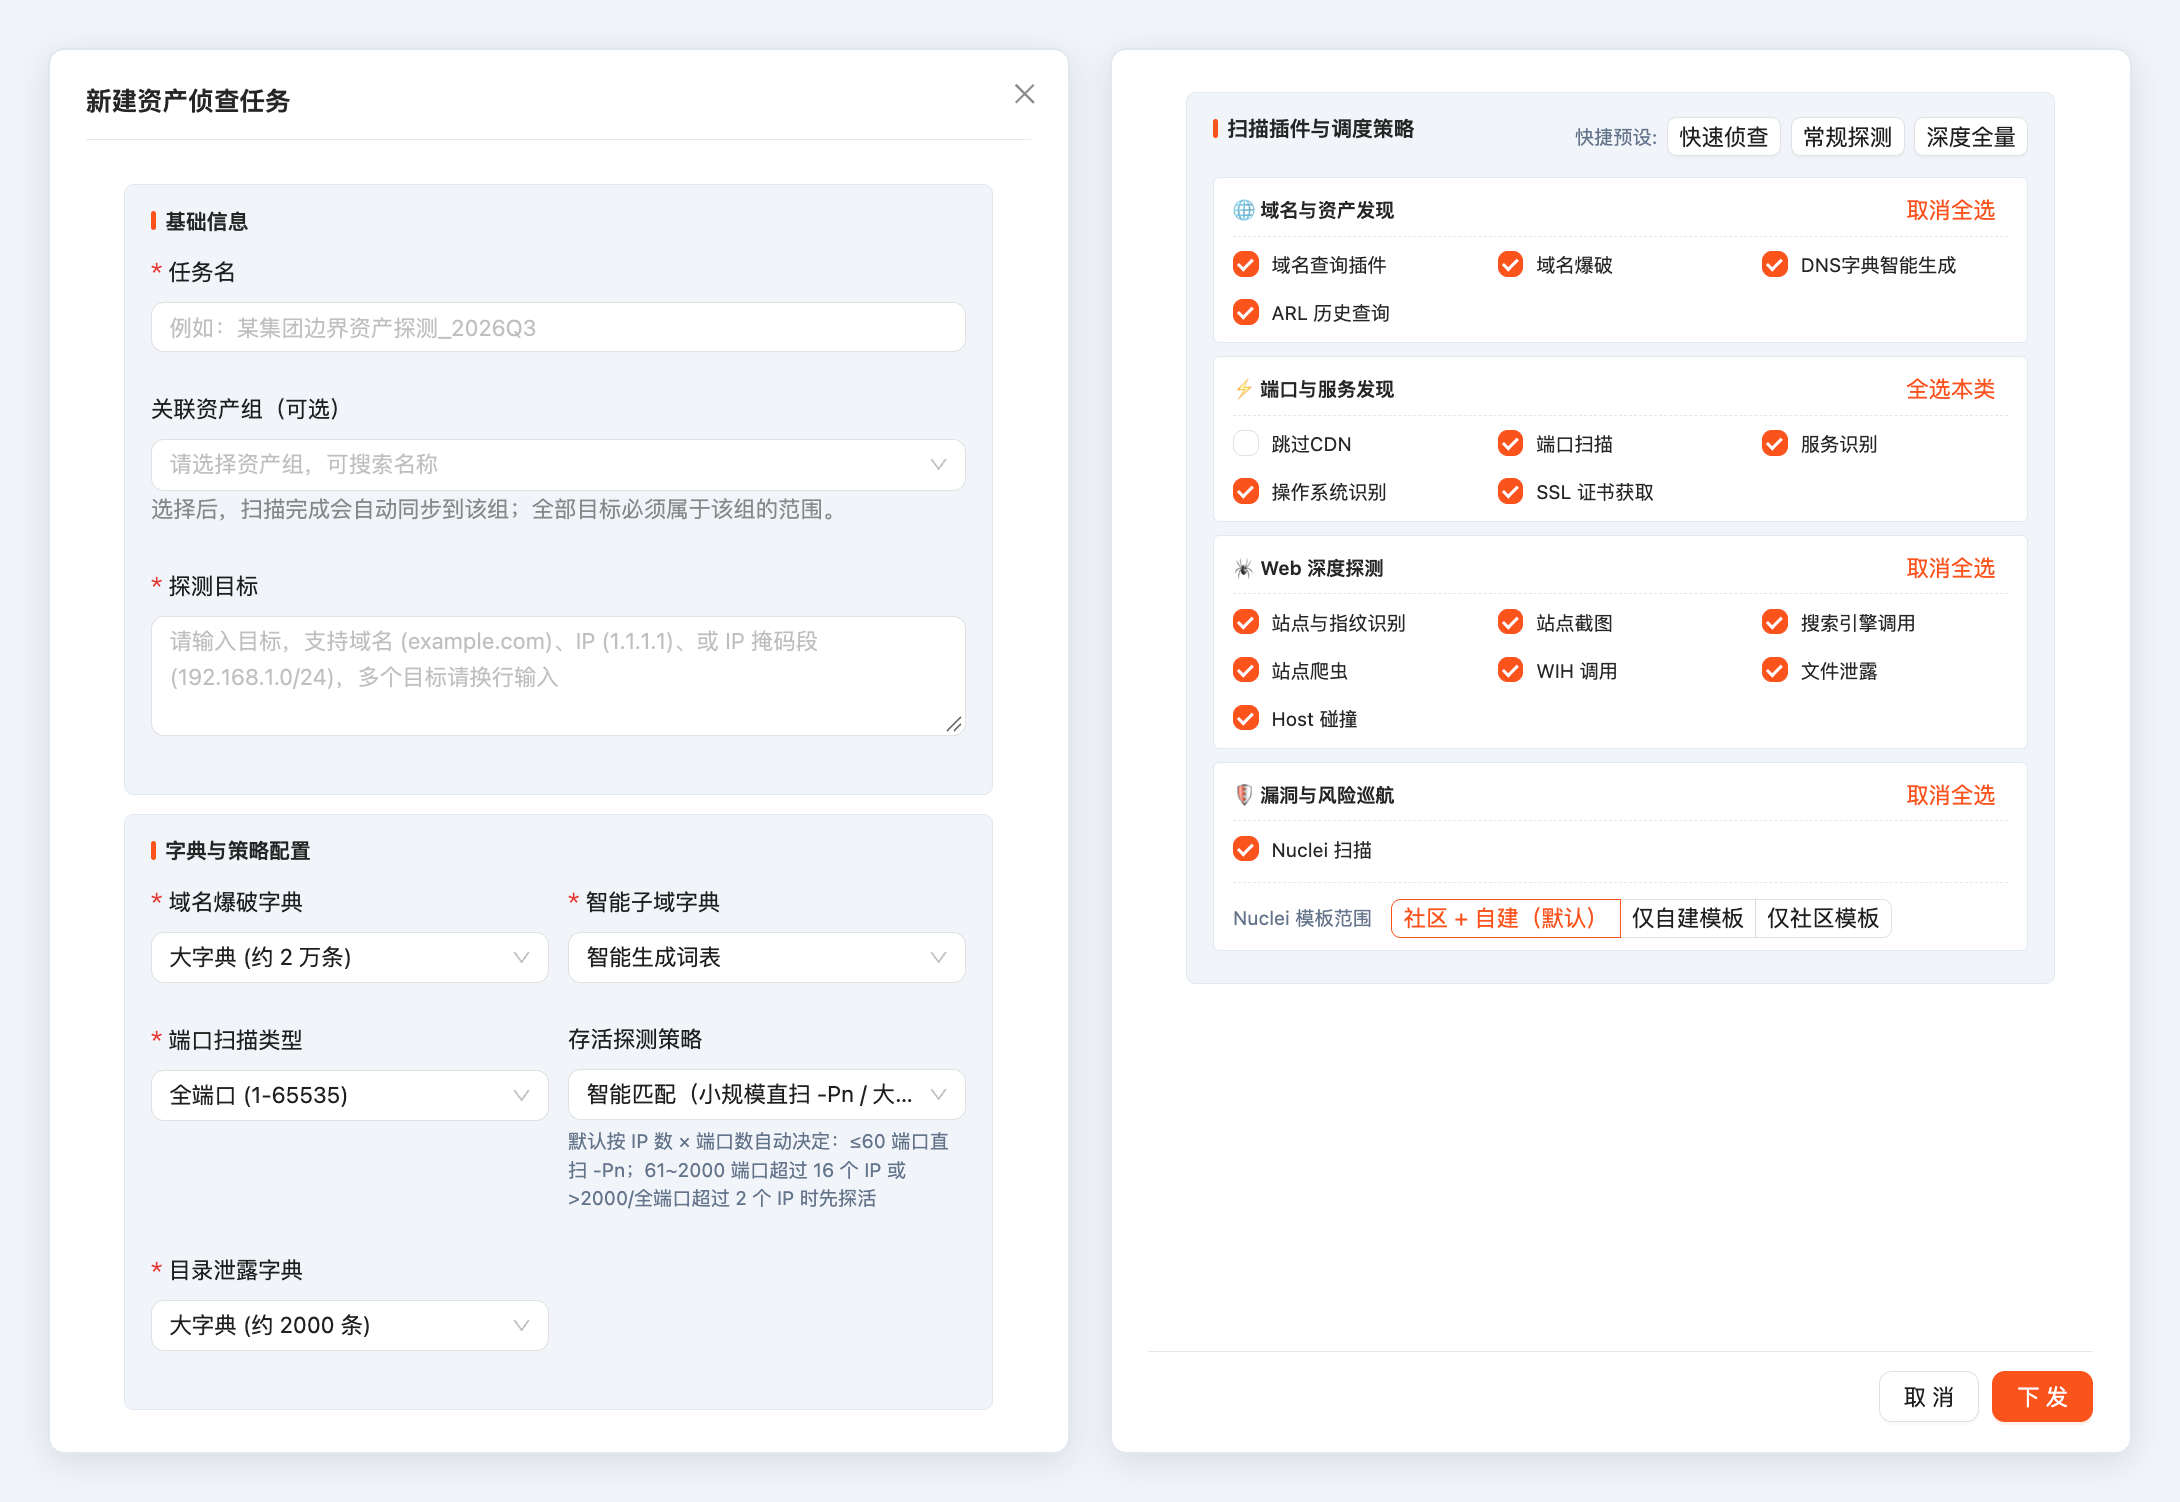 新建资产侦查任务
基础信息
* 任务名
例如：某集团边界资产探测_2026Q3
关联资产组（可选）
请选择资产组，可搜索名称
选择后，扫描完成会自动同步到该组；全部目标必须属于该组的范围。
* 探测目标
请输入目标，支持域名 (example.com)、IP (1.1.1.1)、或 IP 掩码段
(192.168.1.0/24)，多个目标请换行输入
字典与策略配置
* 域名爆破字典
大字典 (约 2 万条)
* 智能子域字典
智能生成词表
* 端口扫描类型
全端口 (1-65535)
存活探测策略
智能匹配（小规模直扫 -Pn / 大...
默认按 IP 数 × 端口数自动决定：≤60 端口直
扫 -Pn；61~2000 端口超过 16 个 IP 或
>2000/全端口超过 2 个 IP 时先探活
* 目录泄露字典
大字典 (约 2000 条)
扫描插件与调度策略
快捷预设: 快速侦查 常规探测 深度全量
域名与资产发现 取消全选
域名查询插件 域名爆破 DNS字典智能生成
ARL 历史查询
端口与服务发现 全选本类
跳过CDN 端口扫描 服务识别
操作系统识别 SSL 证书获取
Web 深度探测 取消全选
站点与指纹识别 站点截图 搜索引擎调用
站点爬虫 WIH 调用 文件泄露
Host 碰撞
漏洞与风险巡航 取消全选
Nuclei 扫描
Nuclei 模板范围 社区 + 自建（默认） 仅自建模板 仅社区模板
取 消 下 发